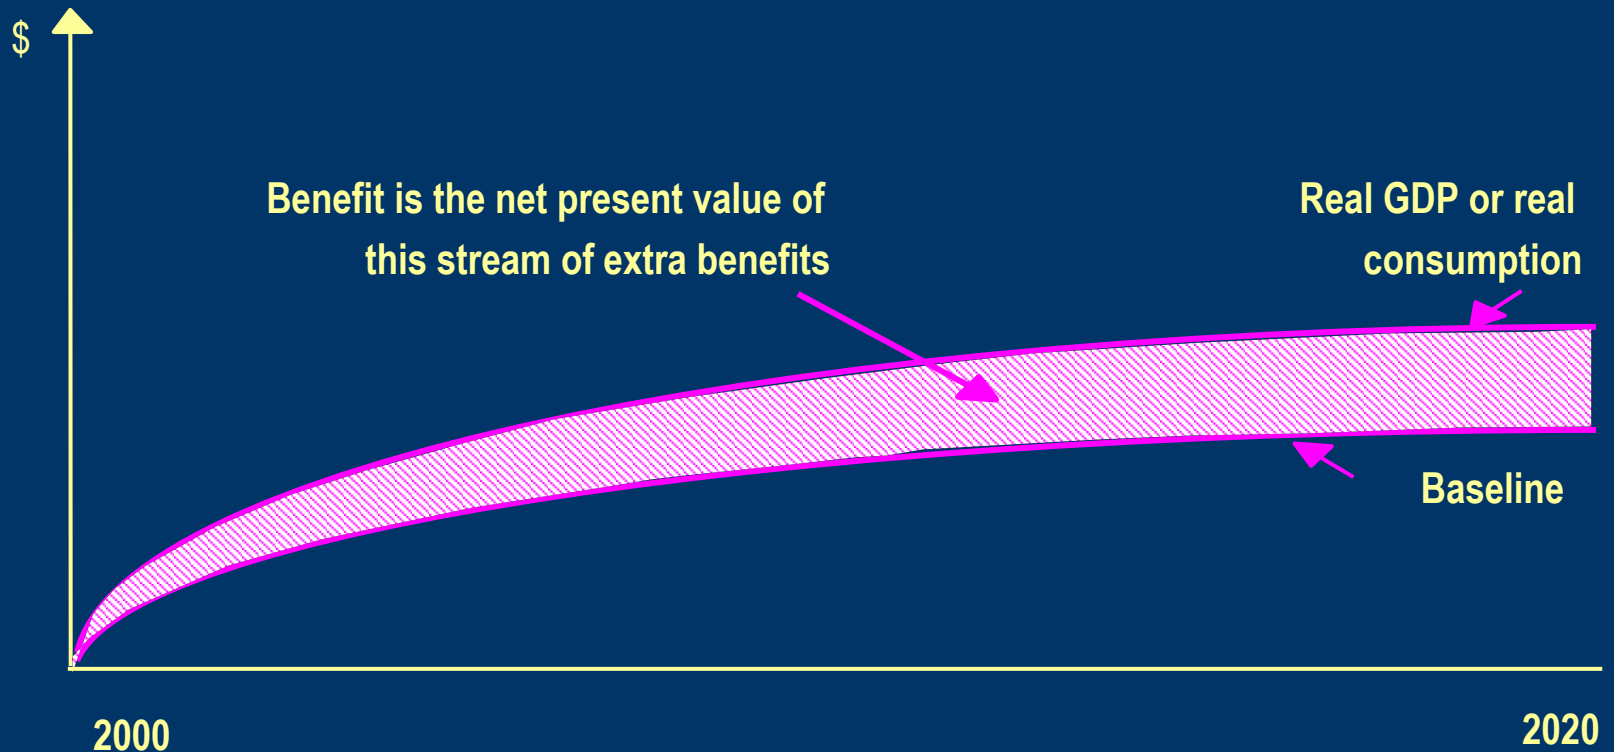 $
Benefit is the net present value of
this stream of extra benefits
Real GDP or real
consumption
Baseline
2000
2020